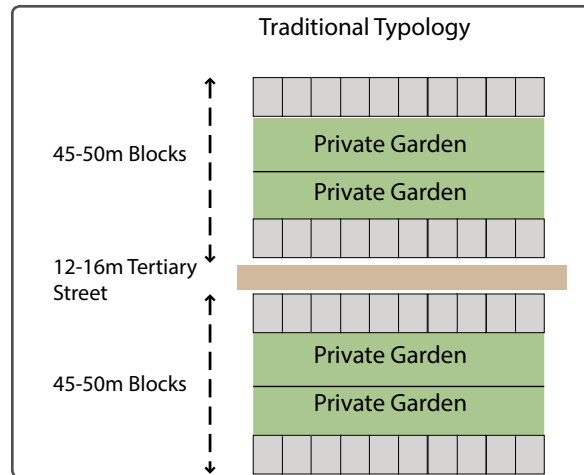 Traditional Typology
45-50m Blocks
Private Garden
Private Garden
12-16m Tertiary
Street
45-50m Blocks
Private Garden
Private Garden